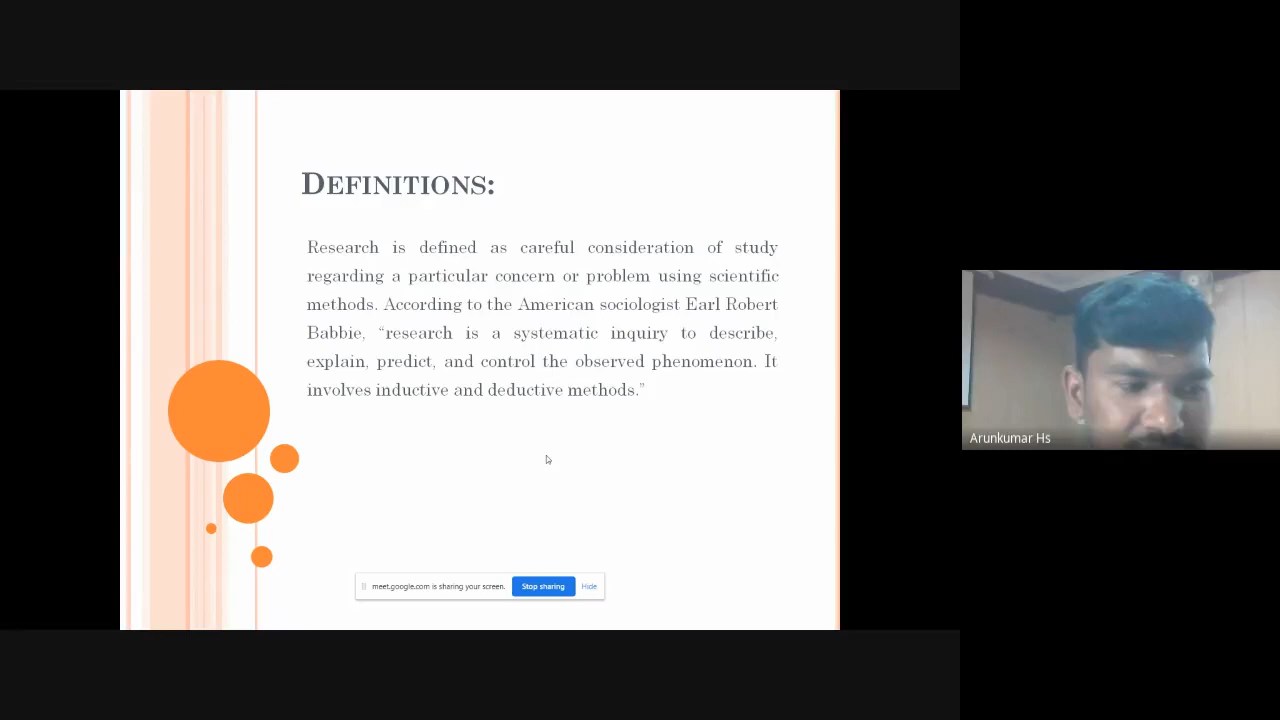 DEFINITIONS:
Research is defined as careful consideration of study
regarding a particular concern or problem using scientific
methods. According to the American sociologist Earl Robert
Babbie, “research is a systematic inquiry to describe,
explain, predict, and control the observed phenomenon. It
involves inductive and deductive methods.”
Arunkumar Hs
meet.google.com is sharing your screen. Stop sharing Hide